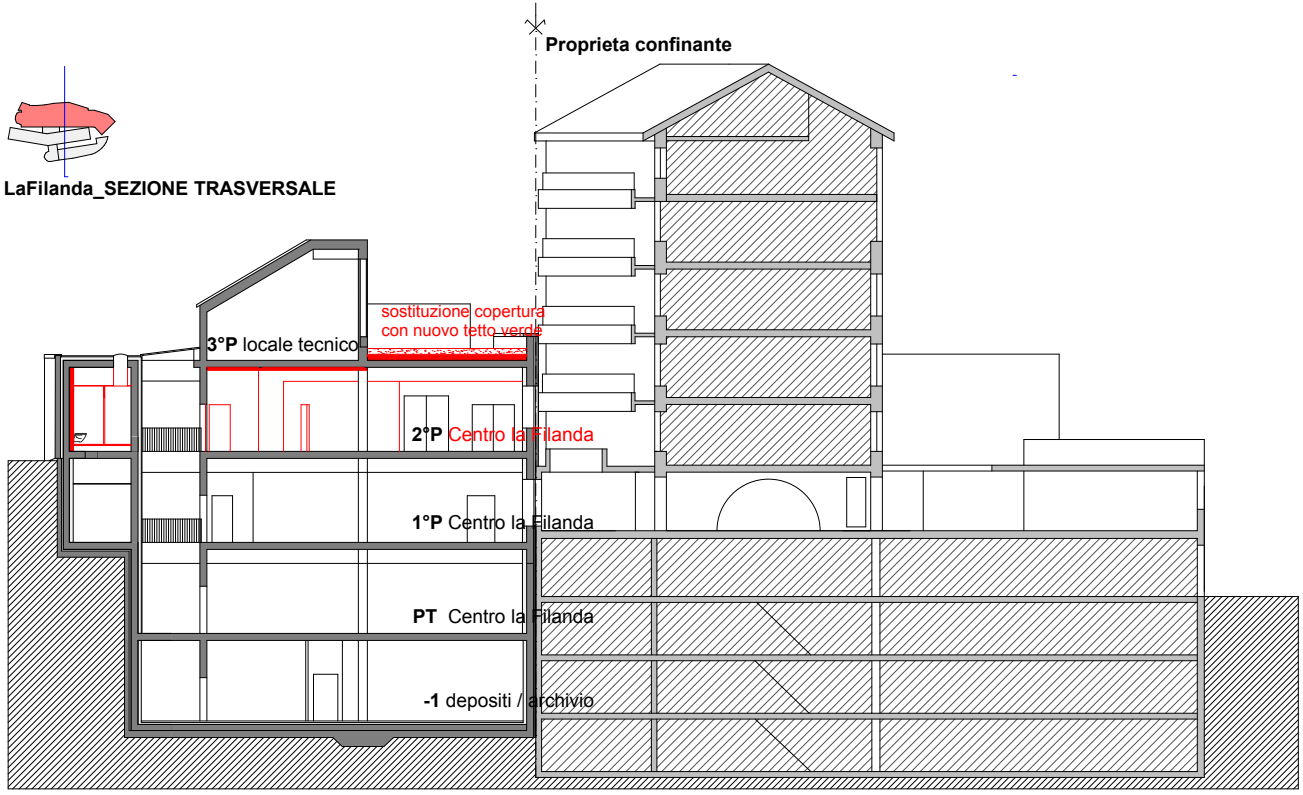 Proprieta confinante
LaFilanda_SEZIONE TRASVERSALE
sostituzione copertura
con nuovo tetto verde
3°P locale tecnico
2°P Centro la Filanda
1°P Centro la Filanda
PT Centro la Filanda
-1 depositi / archivio